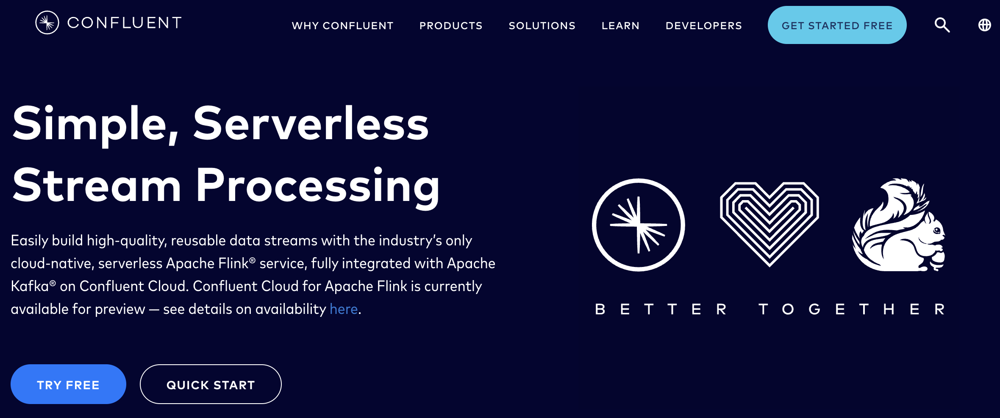 CONFLUENT
WHY CONFLUENT
PRODUCTS
SOLUTIONS
LEARN
DEVELOPERS
GET STARTED FREE
Simple, Serverless
Stream Processing
Easily build high-quality, reusable data streams with the industry’s only
cloud-native, serverless Apache Flink® service, fully integrated with Apache
Kafka® on Confluent Cloud. Confluent Cloud for Apache Flink is currently
available for preview — see details on availability here.
BETTER TOGETHER
TRY FREE
QUICK START